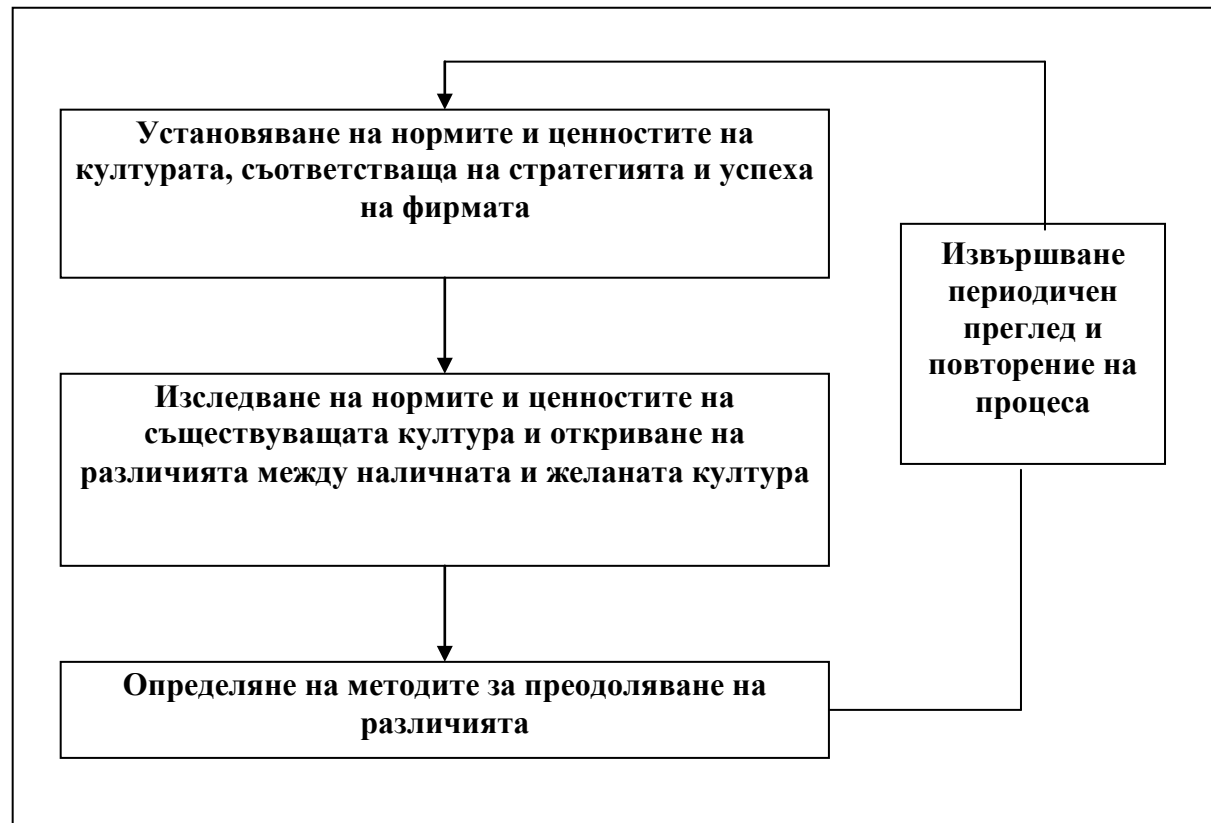 Установяване на нормите и ценностите на
културата, съответстваща на стратегията и успеха
на фирмата
Изследване на нормите и ценностите на
съществуващата култура и откриване на
различията между наличната и желаната култура
Определяне на методите за преодоляване на
различията
Извършване
периодичен
преглед и
повторение на
процеса